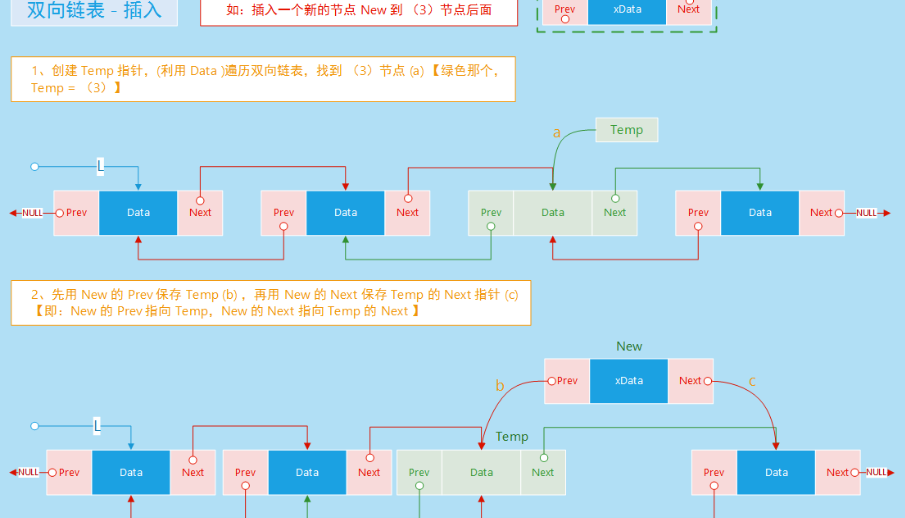 双向链表 - 插入
如：插入一个新的节点 New 到 （3）节点后面
Prev xData Next
1、创建 Temp 指针，(利用 Data )遍历双向链表，找到 （3）节点 (a) 【 绿色那个，
Temp = （3）】
a Temp
L
NULL Prev Data Next Prev Data Next Prev Data Next Prev Data Next NULL
2、先用 New 的 Prev 保存 Temp (b) ，再用 New 的 Next 保存 Temp 的 Next 指针 (c)
【即：New 的 Prev 指向 Temp，New 的 Next 指向 Temp 的 Next 】
New
b Prev xData Next c
L Temp
NULL Prev Data Next Prev Data Next Prev Data Next Prev Data Next NULL